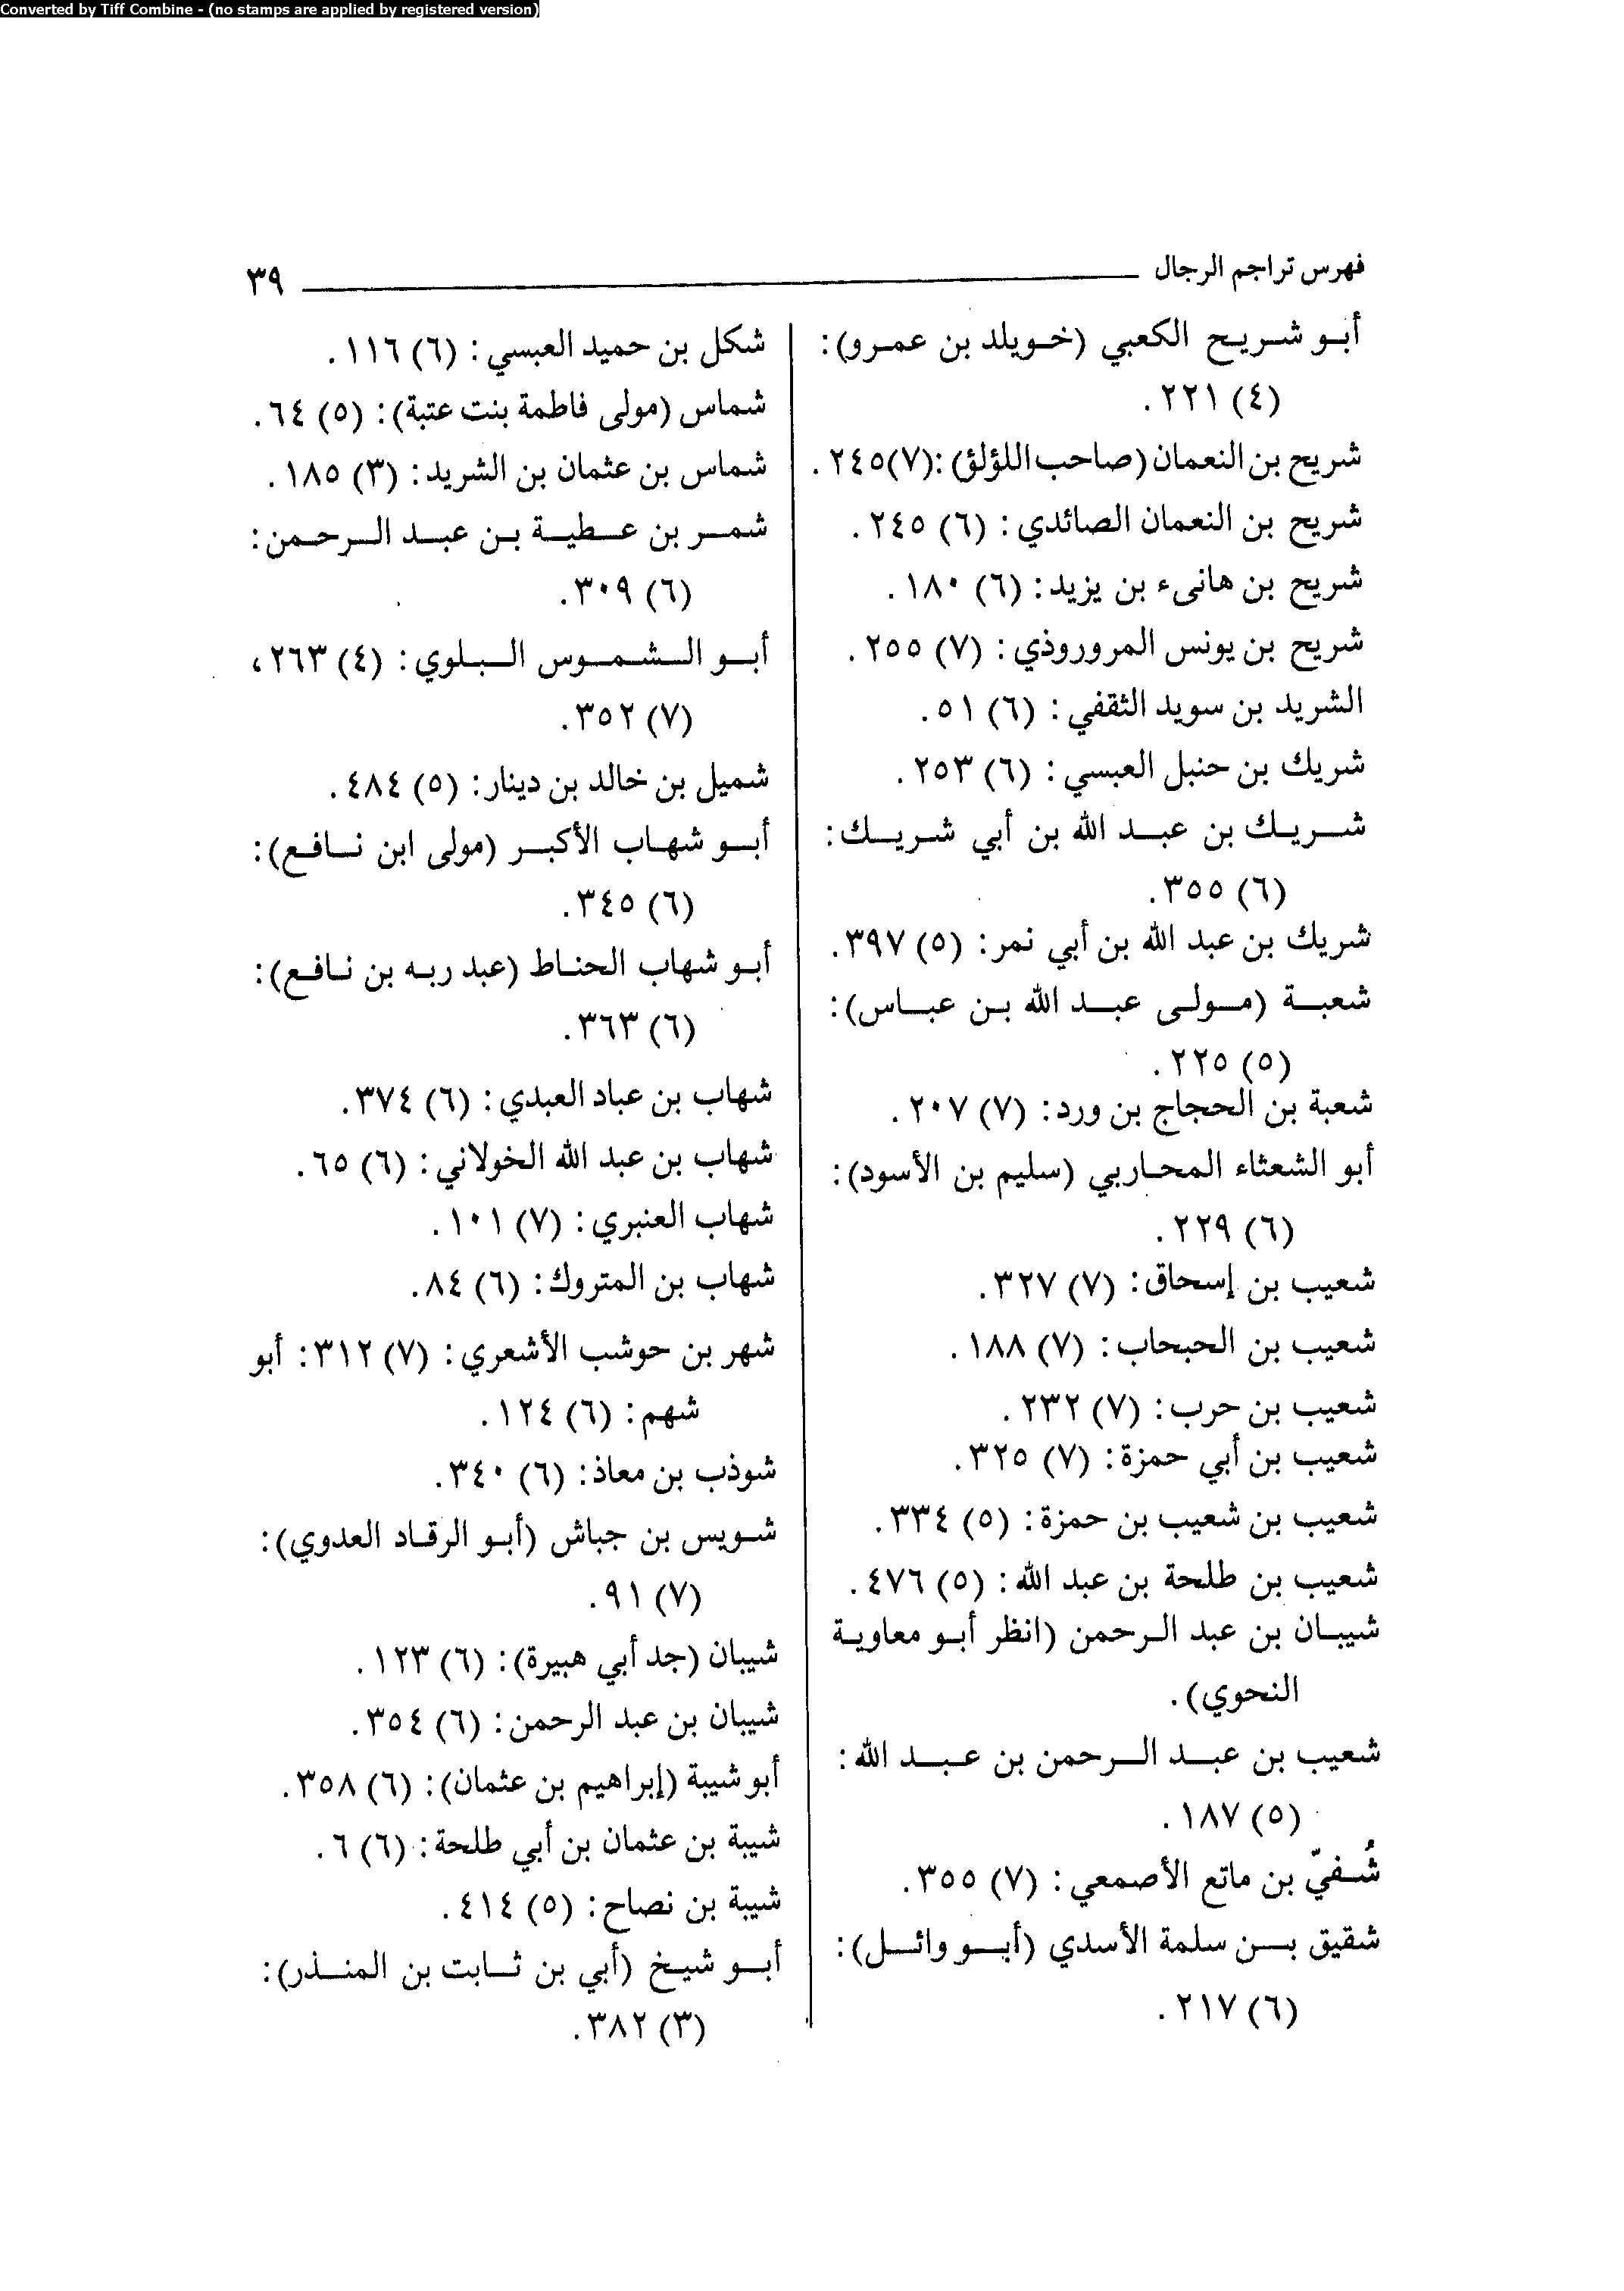 Converted by Tiff Combine - (no stamps are applied by registered version)
فهرس تراجم الرجال ٣٩
أبو شريح الكعبي (خويلد بن عمرو):
(٤) ٢٢١.
شريح بن النعمان (صاحب اللؤلؤ): (٧) ٢٤٥.
شريح بن النعمان الصائدي: (٦) ٢٤٥.
شريح بن هانىء بن يزيد: (٦) ١٨٠.
شريح بن يونس المروروذي: (٧) ٢٥٥.
الشريد بن سويد الثقفي: (٦) ٥١.
شريك بن حنبل العبسي: (٦) ٢٥٣.
شريك بن عبد الله بن أبي شريك:
(٦) ٣٥٥.
شريك بن عبد الله بن أبي نمر: (٥) ٣٩٧.
شعبة (مولى عبد الله بن عباس):
(٥) ٢٢٥.
شعبة بن الحجاج بن ورد: (٧) ٢٠٧.
أبو الشعثاء المحاربي (سليم بن الأسود):
(٦) ٢٢٩.
شعيب بن إسحاق: (٧) ٣٢٧.
شعيب بن الحبحاب: (٧) ١٨٨.
شعيب بن حرب: (٧) ٢٣٢.
شعيب بن أبي حمزة: (٧) ٣٢٥.
شعيب بن شعيب بن حمزة: (٥) ٣٣٤.
شعيب بن طلحة بن عبد الله: (٥) ٤٧٦.
شيبان بن عبد الرحمن (انظر أبو معاوية
النحوي).
شعيب بن عبد الرحمن بن عبد الله:
(٥) ١٨٧.
شُفيّ بن ماتع الأصمعي: (٧) ٣٥٥.
شقيق بن سلمة الأسدي (أبو وائل):
(٦) ٢١٧.
شكل بن حميد العبسي: (٦) ١١٦.
شماس (مولى فاطمة بنت عتبة): (٥) ٦٤.
شماس بن عثمان بن الشريد: (٣) ١٨٥.
شمر بن عطية بن عبد الرحمن:
(٦) ٣٠٩.
أبو الشموس البلوي: (٤) ٢٦٣،
(٧) ٣٥٢.
شميل بن خالد بن دينار: (٥) ٤٨٤.
أبو شهاب الأكبر (مولى ابن نافع):
(٦) ٣٤٥.
أبو شهاب الحناط (عبد ربه بن نافع):
(٦) ٣٦٣.
شهاب بن عباد العبدي: (٦) ٣٧٤.
شهاب بن عبد الله الخولاني: (٦) ٦٥.
شهاب العنبري: (٧) ١٠١.
شهاب بن المتروك: (٦) ٨٤.
شهر بن حوشب الأشعري: (٧) ٣١٢: أبو
شهم: (٦) ١٢٤.
شوذب بن معاذ: (٦) ٣٤٠.
شويس بن جباش (أبو الرقاد العدوي):
(٧) ٩١.
شيبان (جد أبي هبيرة): (٦) ١٢٣.
شيبان بن عبد الرحمن: (٦) ٣٥٤.
أبو شيبة (إبراهيم بن عثمان): (٦) ٣٥٨.
شيبة بن عثمان بن أبي طلحة: (٦) ٦.
شيبة بن نصاح: (٥) ٤١٤.
أبو شيخ (أبي بن ثابت بن المنذر):
(٣) ٣٨٢.